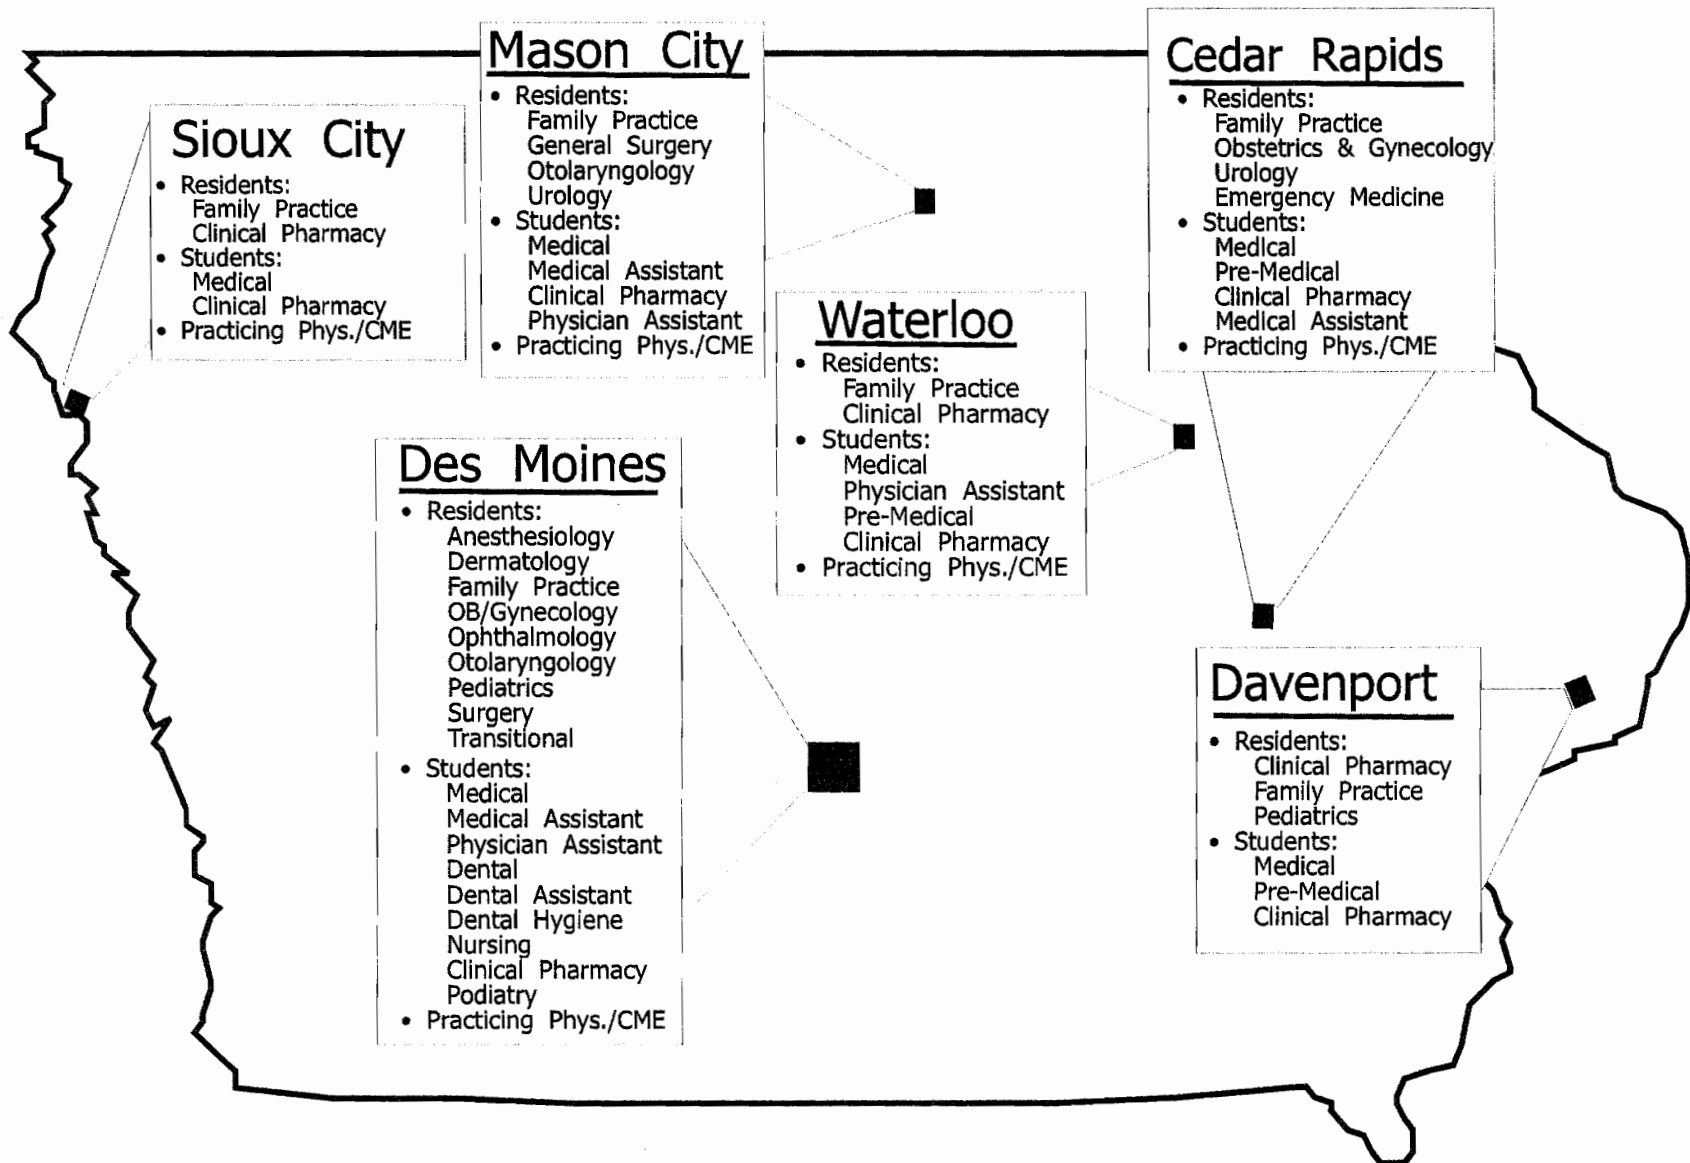 Sioux City
• Residents:
Family Practice
Clinical Pharmacy
• Students:
Medical
Clinical Pharmacy
• Practicing Phys./CME
Mason City
• Residents:
Family Practice
General Surgery
Otolaryngology
Urology
• Students:
Medical
Medical Assistant
Clinical Pharmacy
Physician Assistant
• Practicing Phys./CME
Cedar Rapids
• Residents:
Family Practice
Obstetrics & Gynecology
Urology
Emergency Medicine
• Students:
Medical
Pre-Medical
Clinical Pharmacy
Medical Assistant
• Practicing Phys./CME
Waterloo
• Residents:
Family Practice
Clinical Pharmacy
• Students:
Medical
Physician Assistant
Pre-Medical
Clinical Pharmacy
• Practicing Phys./CME
Des Moines
• Residents:
Anesthesiology
Dermatology
Family Practice
OB/Gynecology
Ophthalmology
Otolaryngology
Pediatrics
Surgery
Transitional
• Students:
Medical
Medical Assistant
Physician Assistant
Dental
Dental Assistant
Dental Hygiene
Nursing
Clinical Pharmacy
Podiatry
• Practicing Phys./CME
Davenport
• Residents:
Clinical Pharmacy
Family Practice
Pediatrics
• Students:
Medical
Pre-Medical
Clinical Pharmacy